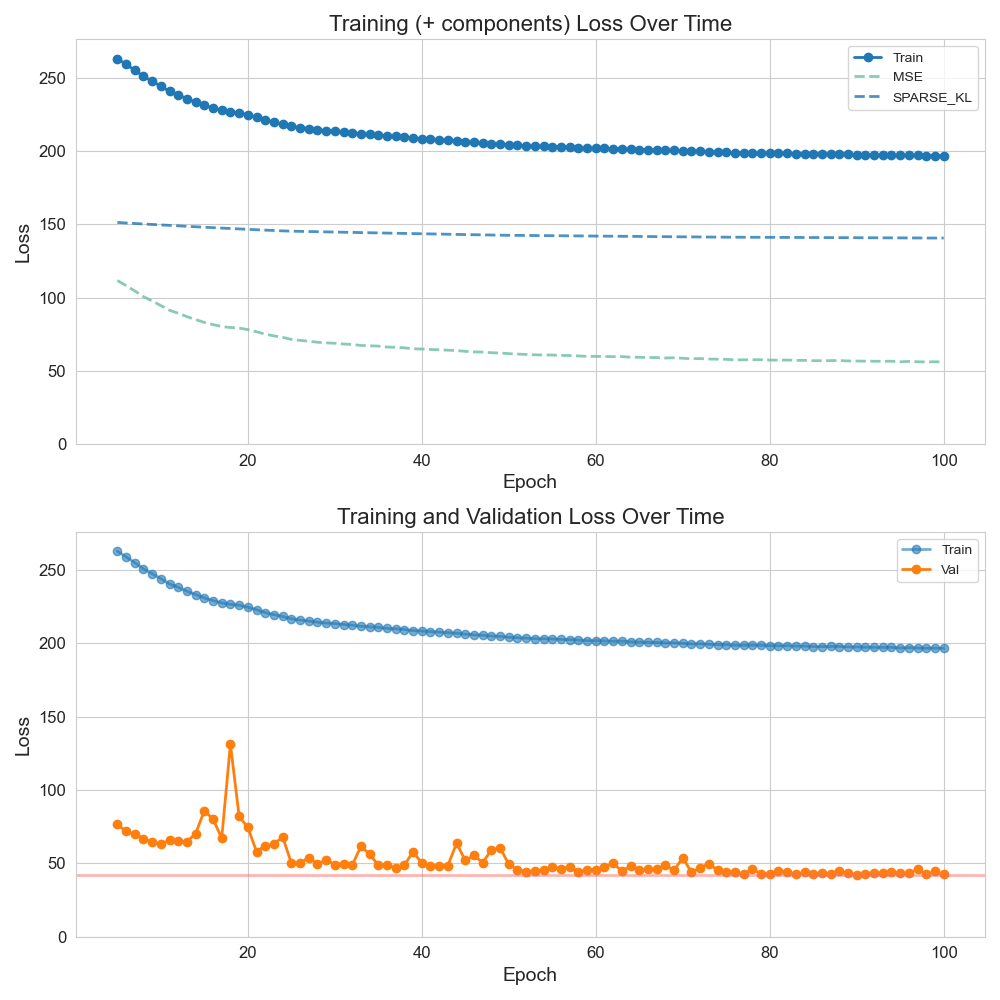 Training (+ components) Loss Over Time
Train
MSE
SPARSE_KL
250
200
150
100
50
0
Loss
20 40 60 80 100
Epoch
Training and Validation Loss Over Time
Train
Val
250
200
150
100
50
0
Loss
20 40 60 80 100
Epoch